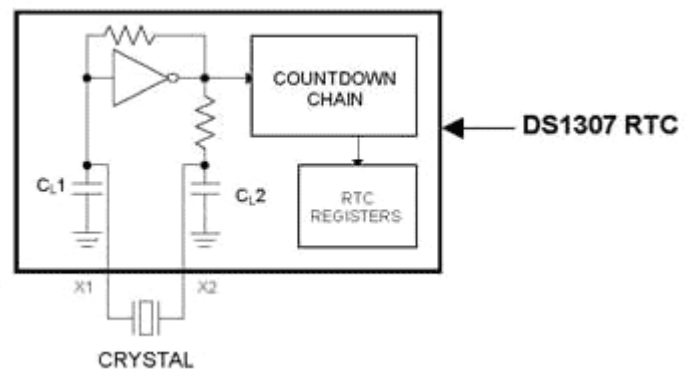 COUNTDOWN
CHAIN
DS1307 RTC
CL1
CL2
RTC
REGISTERS
X1
X2
CRYSTAL